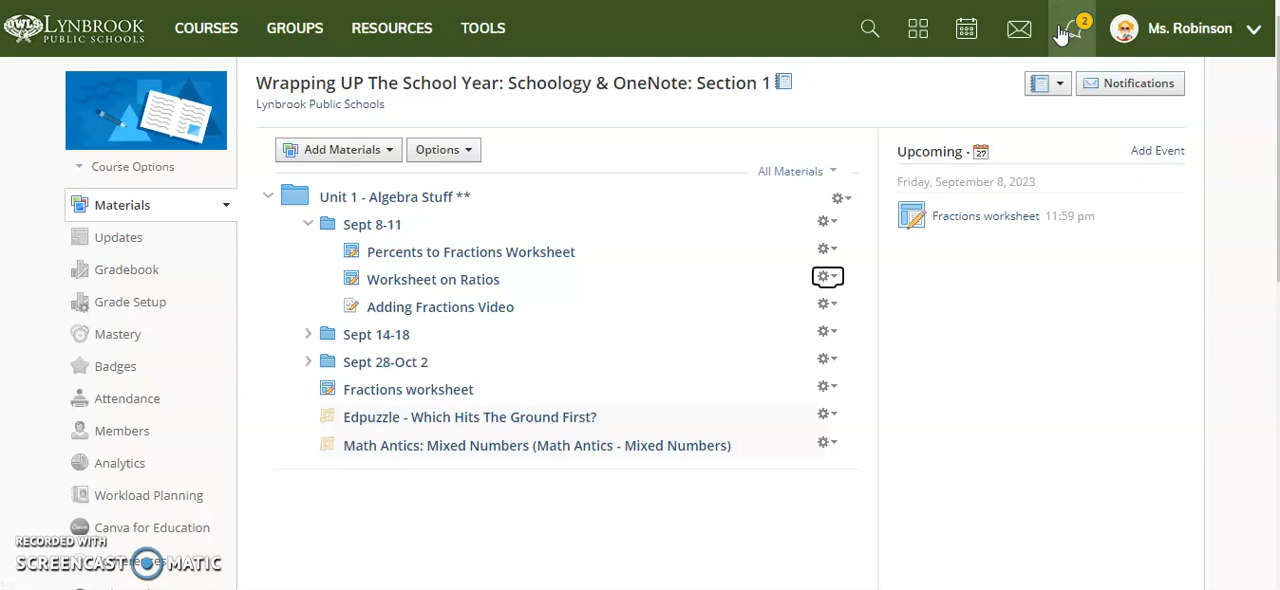 OWLS LYNBROOK
PUBLIC SCHOOLS
COURSES GROUPS RESOURCES TOOLS
2
Ms. Robinson
Wrapping UP The School Year: Schoology & OneNote: Section 1
Lynbrook Public Schools
Notifications
Course Options
Materials
Updates
Gradebook
Grade Setup
Mastery
Badges
Attendance
Members
Analytics
Workload Planning
Canva for Education
Add Materials
Options
All Materials
Unit 1 - Algebra Stuff **
Sept 8-11
Percents to Fractions Worksheet
Worksheet on Ratios
Adding Fractions Video
Sept 14-18
Sept 28-Oct 2
Fractions worksheet
Edpuzzle - Which Hits The Ground First?
Math Antics: Mixed Numbers (Math Antics - Mixed Numbers)
Upcoming · 27
Add Event
Friday, September 8, 2023
Fractions worksheet 11:59 pm
RECORDED WITH
SCREENCAST MATIC